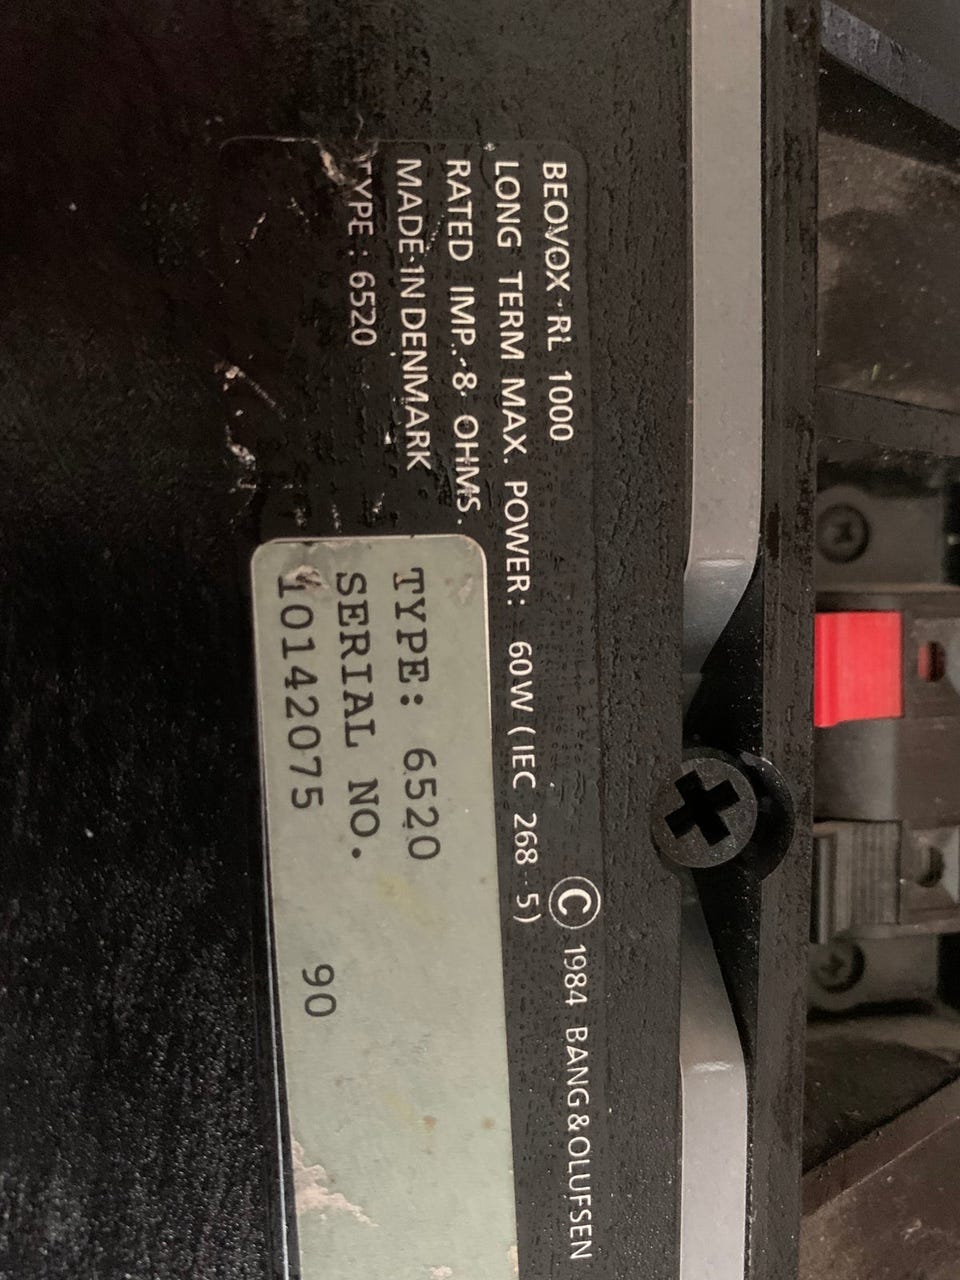 BEOVOX RL 1000
LONG TERM MAX. POWER: 60W (IEC 268-5)
RATED IMP. 8 OHMS.
MADE IN DENMARK
TYPE: 6520
© 1984 BANG & OLUFSEN
TYPE: 6520
SERIAL NO.
10142075 90